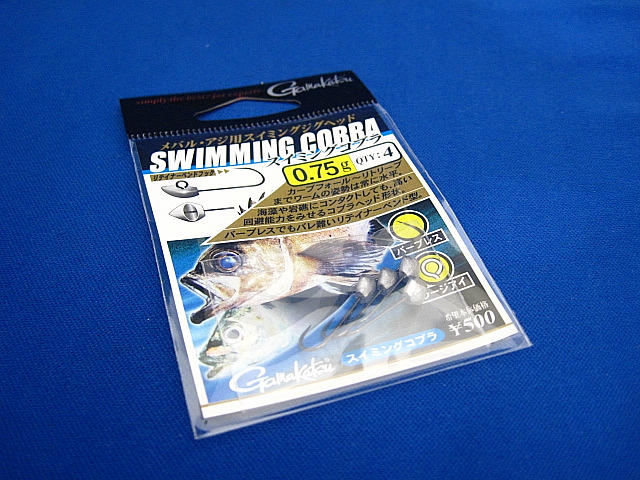 simply the best for experts
Gamakatsu
メバル・アジ用スイミングジグヘッド
SWIMMING COBRA
スイミングコブラ
リテイナーベンドフック▶▶
0.75g
QTY:4
カーブフォール〜リトリーブ
までワームの姿勢は常に水平。
海藻や岩礁にコンタクトしても、高い
回避能力をみせるコブラヘッド形状。
バーブレスでもバレ難いリテイナーベンド型。
バーブレス
ラージアイ
希望本体価格
¥500
Gamakatsu
スイミングコブラ